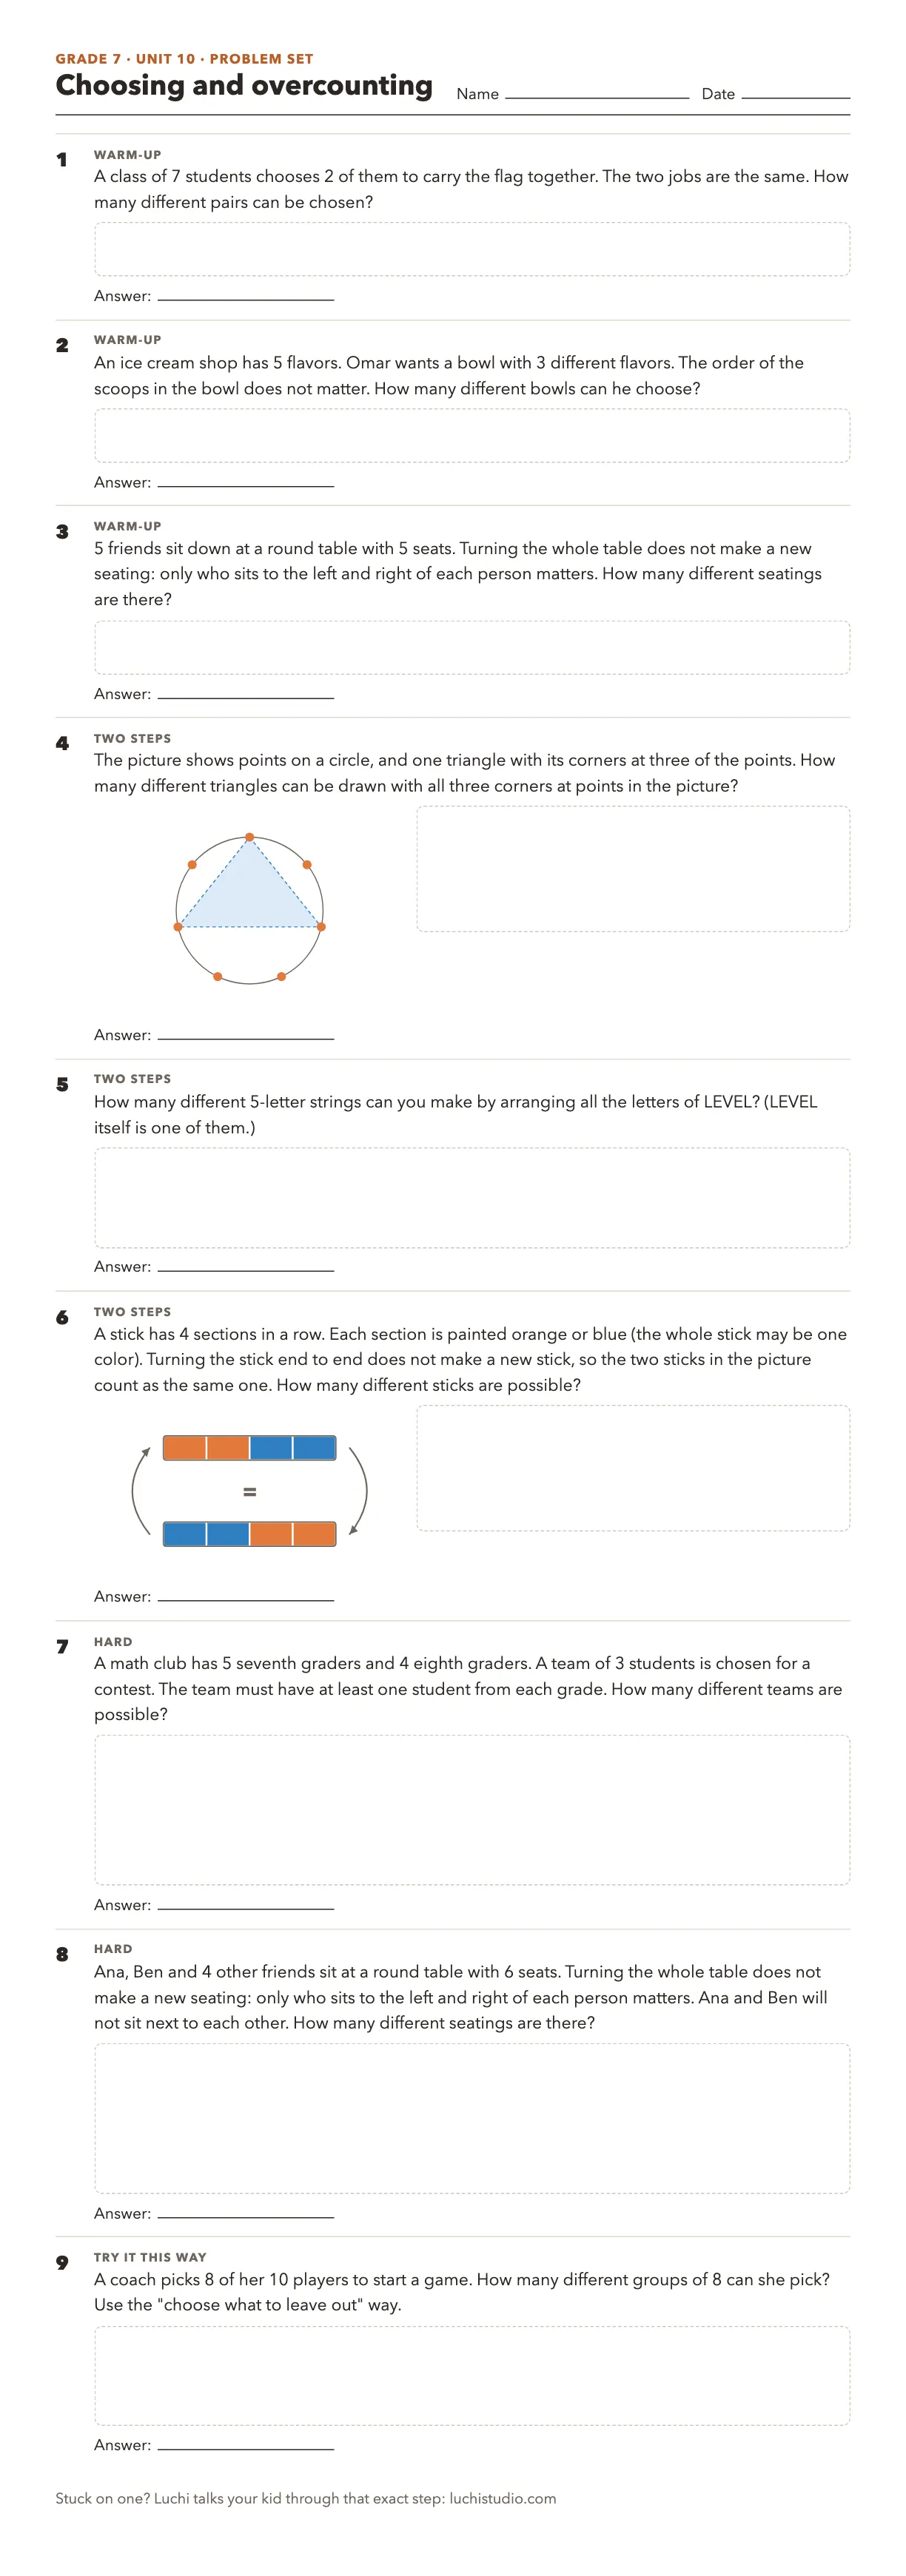 GRADE 7 · UNIT 10 · PROBLEM SET
Choosing and overcounting
Name
Date
1
WARM-UP
A class of 7 students chooses 2 of them to carry the flag together. The two jobs are the same. How
many different pairs can be chosen?
Answer:
2
WARM-UP
An ice cream shop has 5 flavors. Omar wants a bowl with 3 different flavors. The order of the
scoops in the bowl does not matter. How many different bowls can he choose?
Answer:
3
WARM-UP
5 friends sit down at a round table with 5 seats. Turning the whole table does not make a new
seating: only who sits to the left and right of each person matters. How many different seatings
are there?
Answer:
4
TWO STEPS
The picture shows points on a circle, and one triangle with its corners at three of the points. How
many different triangles can be drawn with all three corners at points in the picture?
Answer:
5
TWO STEPS
How many different 5-letter strings can you make by arranging all the letters of LEVEL? (LEVEL
itself is one of them.)
Answer:
6
TWO STEPS
A stick has 4 sections in a row. Each section is painted orange or blue (the whole stick may be one
color). Turning the stick end to end does not make a new stick, so the two sticks in the picture
count as the same one. How many different sticks are possible?
=
Answer:
7
HARD
A math club has 5 seventh graders and 4 eighth graders. A team of 3 students is chosen for a
contest. The team must have at least one student from each grade. How many different teams are
possible?
Answer:
8
HARD
Ana, Ben and 4 other friends sit at a round table with 6 seats. Turning the whole table does not
make a new seating: only who sits to the left and right of each person matters. Ana and Ben will
not sit next to each other. How many different seatings are there?
Answer:
9
TRY IT THIS WAY
A coach picks 8 of her 10 players to start a game. How many different groups of 8 can she pick?
Use the "choose what to leave out" way.
Answer:
Stuck on one? Luchi talks your kid through that exact step: luchistudio.com